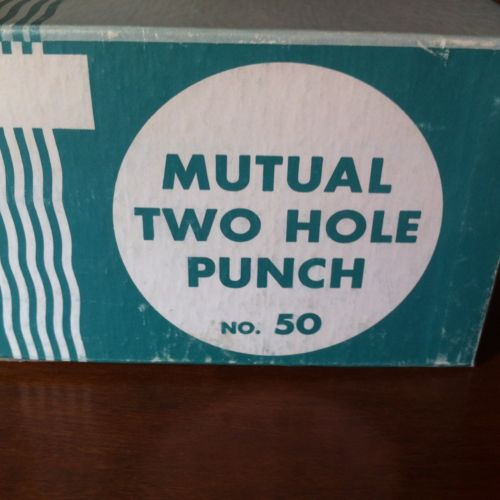 MUTUAL
TWO HOLE
PUNCH
NO. 50